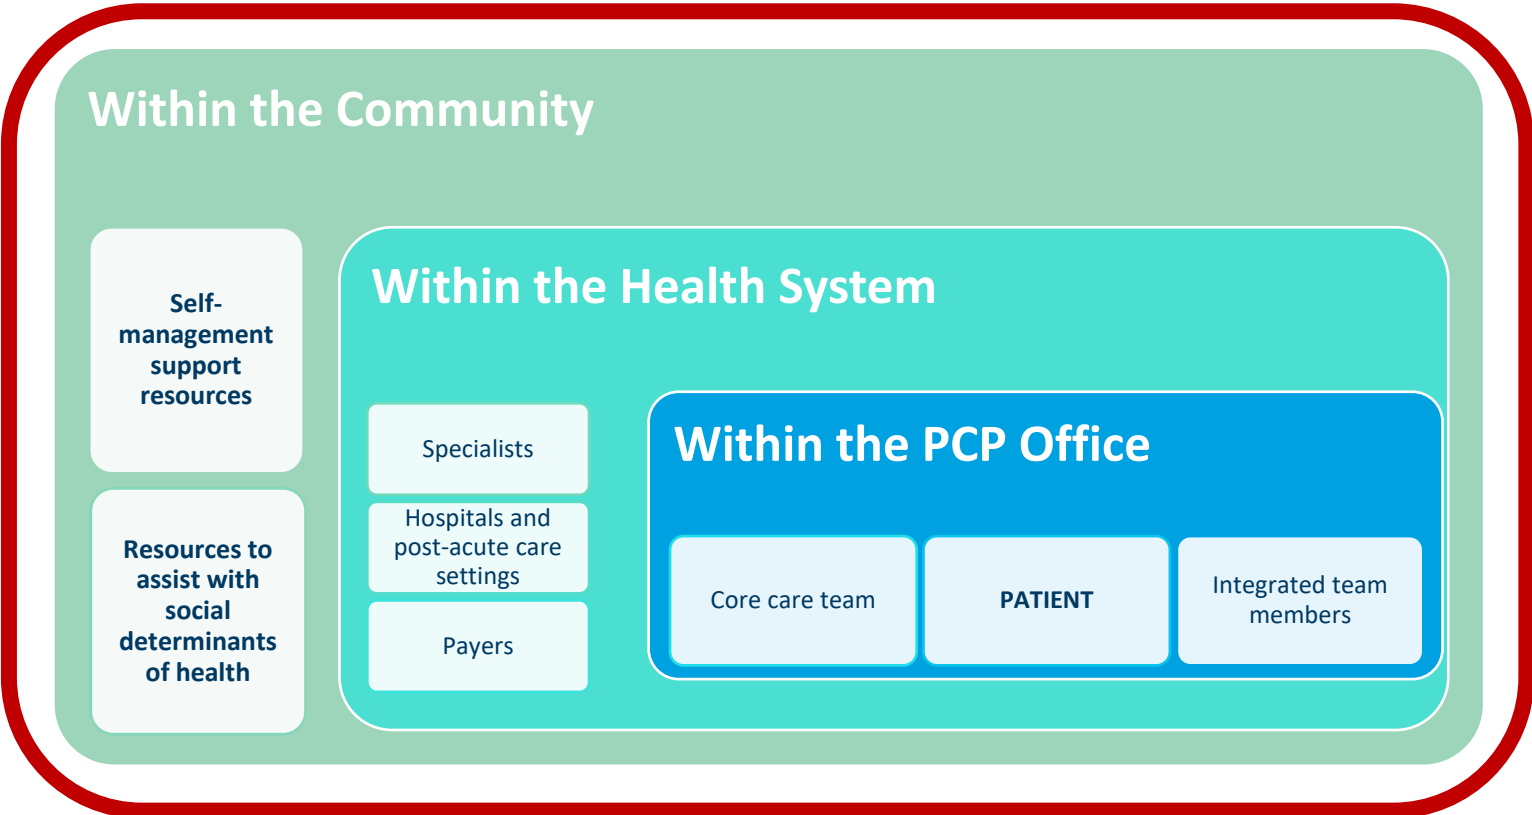 Within the Community
Self-
management
support
resources
Resources to
assist with
social
determinants
of health
Within the Health System
Specialists
Hospitals and
post-acute care
settings
Payers
Within the PCP Office
Core care team
PATIENT
Integrated team
members